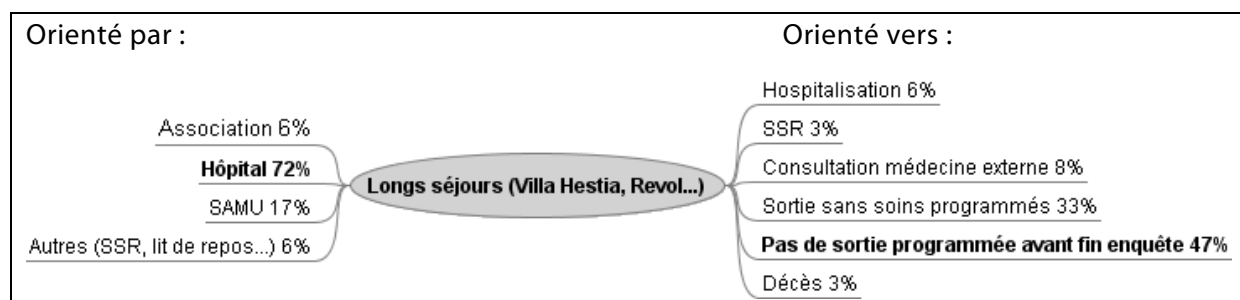 Orienté par :
Orienté vers :
Association 6%
Hôpital 72%
SAMU 17%
Autres (SSR, lit de repos...) 6%
Longs séjours (Villa Hestia, Revol...)
Hospitalisation 6%
SSR 3%
Consultation médecine externe 8%
Sortie sans soins programmés 33%
Pas de sortie programmée avant fin enquête 47%
Décès 3%